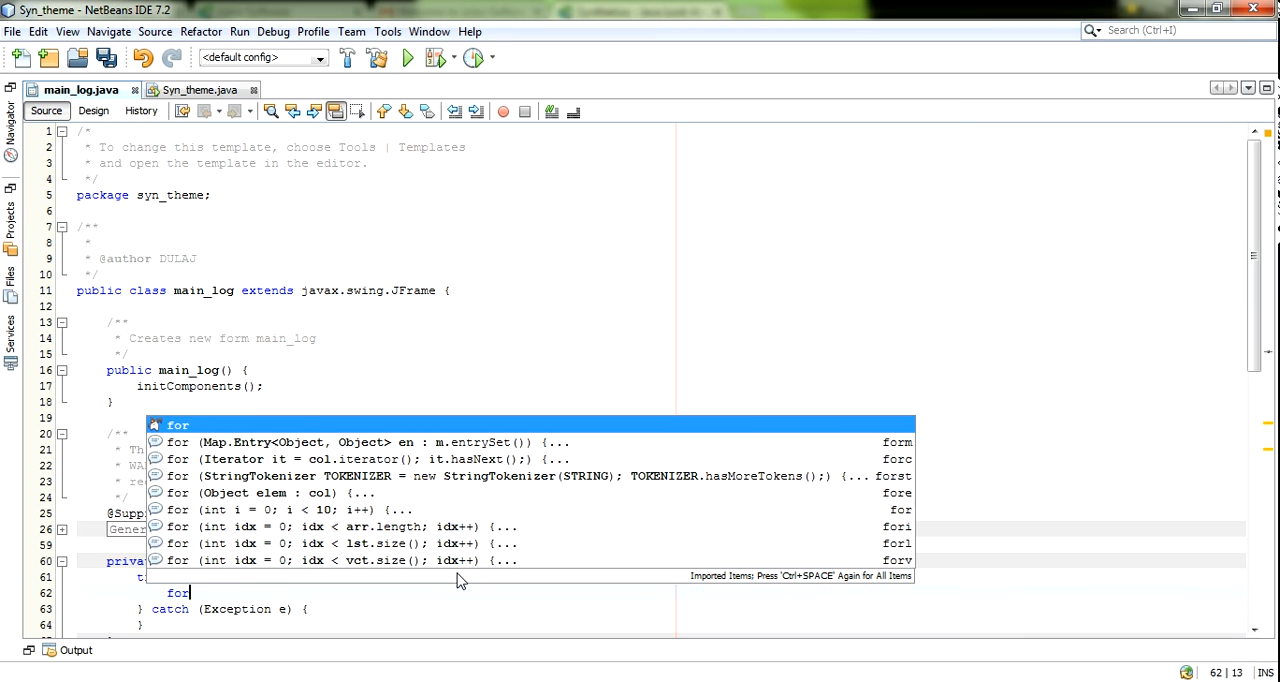 Syn_theme - NetBeans IDE 7.2
File Edit View Navigate Source Refactor Run Debug Profile Team Tools Window Help
Search (Ctrl+I)
<default config>
main_log.java
Syn_theme.java
Source Design History
Navigator
Projects
Files
Services
1 /*
2 * To change this template, choose Tools | Templates
3 * and open the template in the editor.
4 */
5 package syn_theme;
6
7 /**
8 *
9 * @author DULAJ
10 */
11 public class main_log extends javax.swing.JFrame {
12
13 /**
14 * Creates new form main_log
15 */
16 public main_log() {
17 initComponents();
18 }
19
20 /**
21 * Th
22 * WA
23 * re
24 */
25 @Supp
26 Gener
59
60 priva
61 t
62 for
63 } catch (Exception e) {
64 }
for
for (Map.Entry<Object, Object> en : m.entrySet()) {... form
for (Iterator it = col.iterator(); it.hasNext();) {... forc
for (StringTokenizer TOKENIZER = new StringTokenizer(STRING); TOKENIZER.hasMoreTokens();) {... forst
for (Object elem : col) {... fore
for (int i = 0; i < 10; i++) {... for
for (int idx = 0; idx < arr.length; idx++) {... fori
for (int idx = 0; idx < lst.size(); idx++) {... forl
for (int idx = 0; idx < vct.size(); idx++) {... forv
Imported Items; Press 'Ctrl+SPACE' Again for All Items
Output
62 | 13 INS